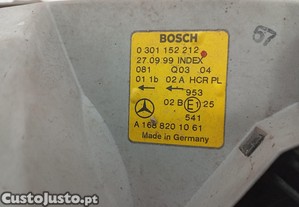 67
BOSCH
0 301 152 212
27.09.99 INDEX
081 Q03 04
01 1b 02 A HCR PL
953
02 B E1 25
541
A 168 820 10 61
Made in Germany
CustoJusto.pt